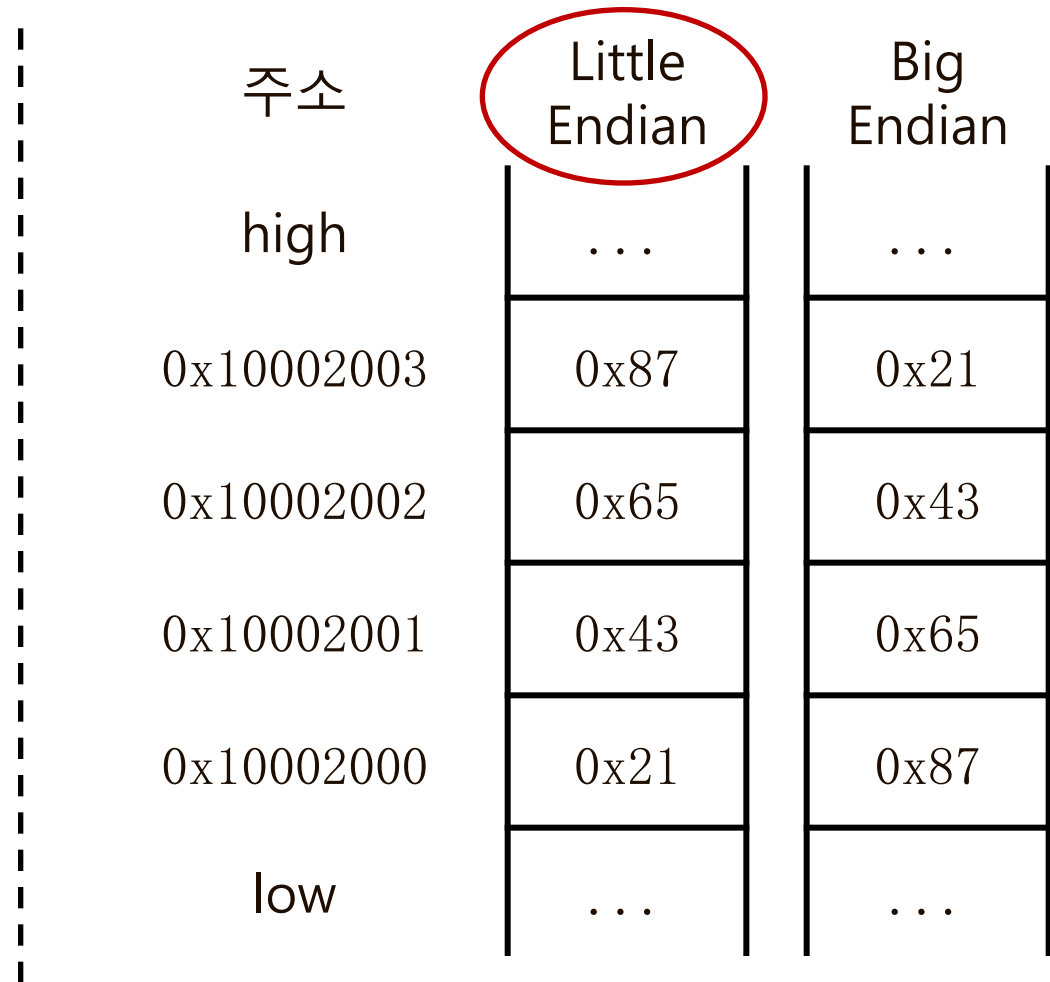 주소
Little
Endian
Big
Endian
high
...
...
0x10002003
0x87
0x21
0x10002002
0x65
0x43
0x10002001
0x43
0x65
0x10002000
0x21
0x87
low
...
...